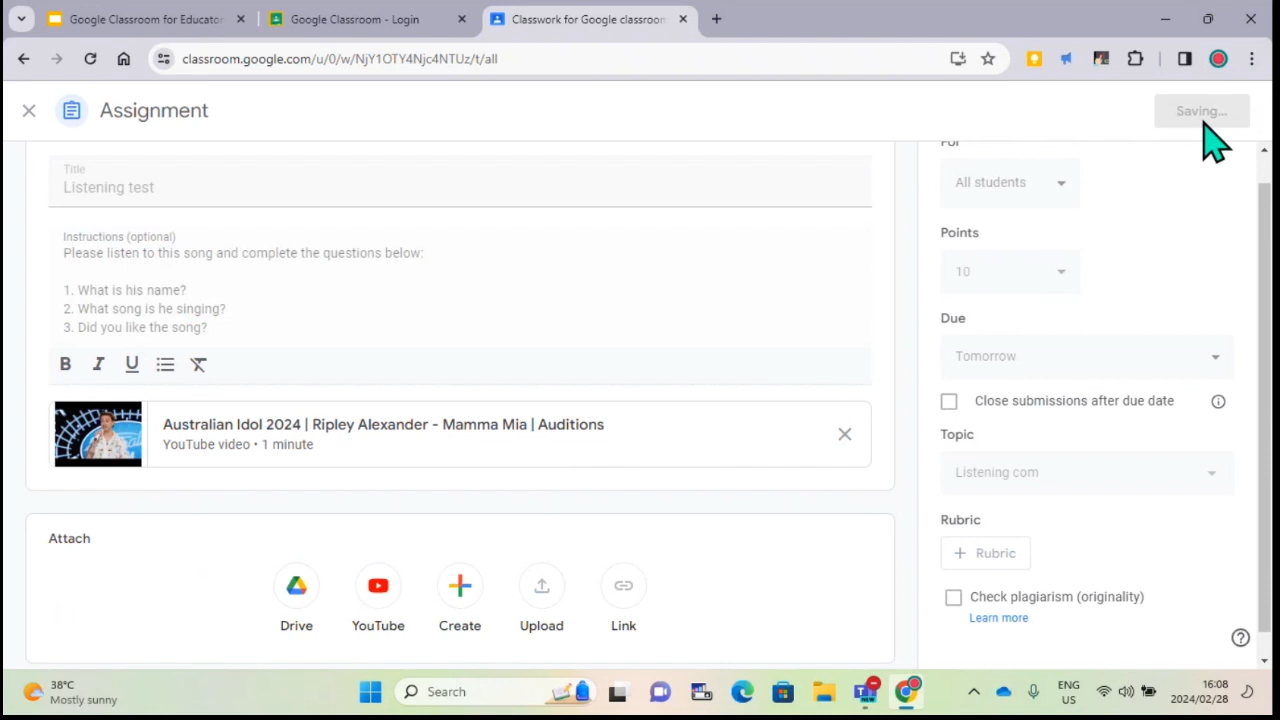 Google Classroom for Educator
Google Classroom - Login
Classwork for Google classroom
classroom.google.com/u/0/w/NjY1OTY4Njc4NTUz/t/all
Assignment
Saving...
Title
Listening test
Instructions (optional)
Please listen to this song and complete the questions below:
1. What is his name?
2. What song is he singing?
3. Did you like the song?
B I U
Australian Idol 2024 | Ripley Alexander - Mamma Mia | Auditions
YouTube video • 1 minute
Attach
Drive
YouTube
Create
Upload
Link
For
All students
Points
10
Due
Tomorrow
Close submissions after due date
Topic
Listening com
Rubric
+ Rubric
Check plagiarism (originality)
Learn more
38°C
Mostly sunny
Search
NEW
ENG
US
16:08
2024/02/28